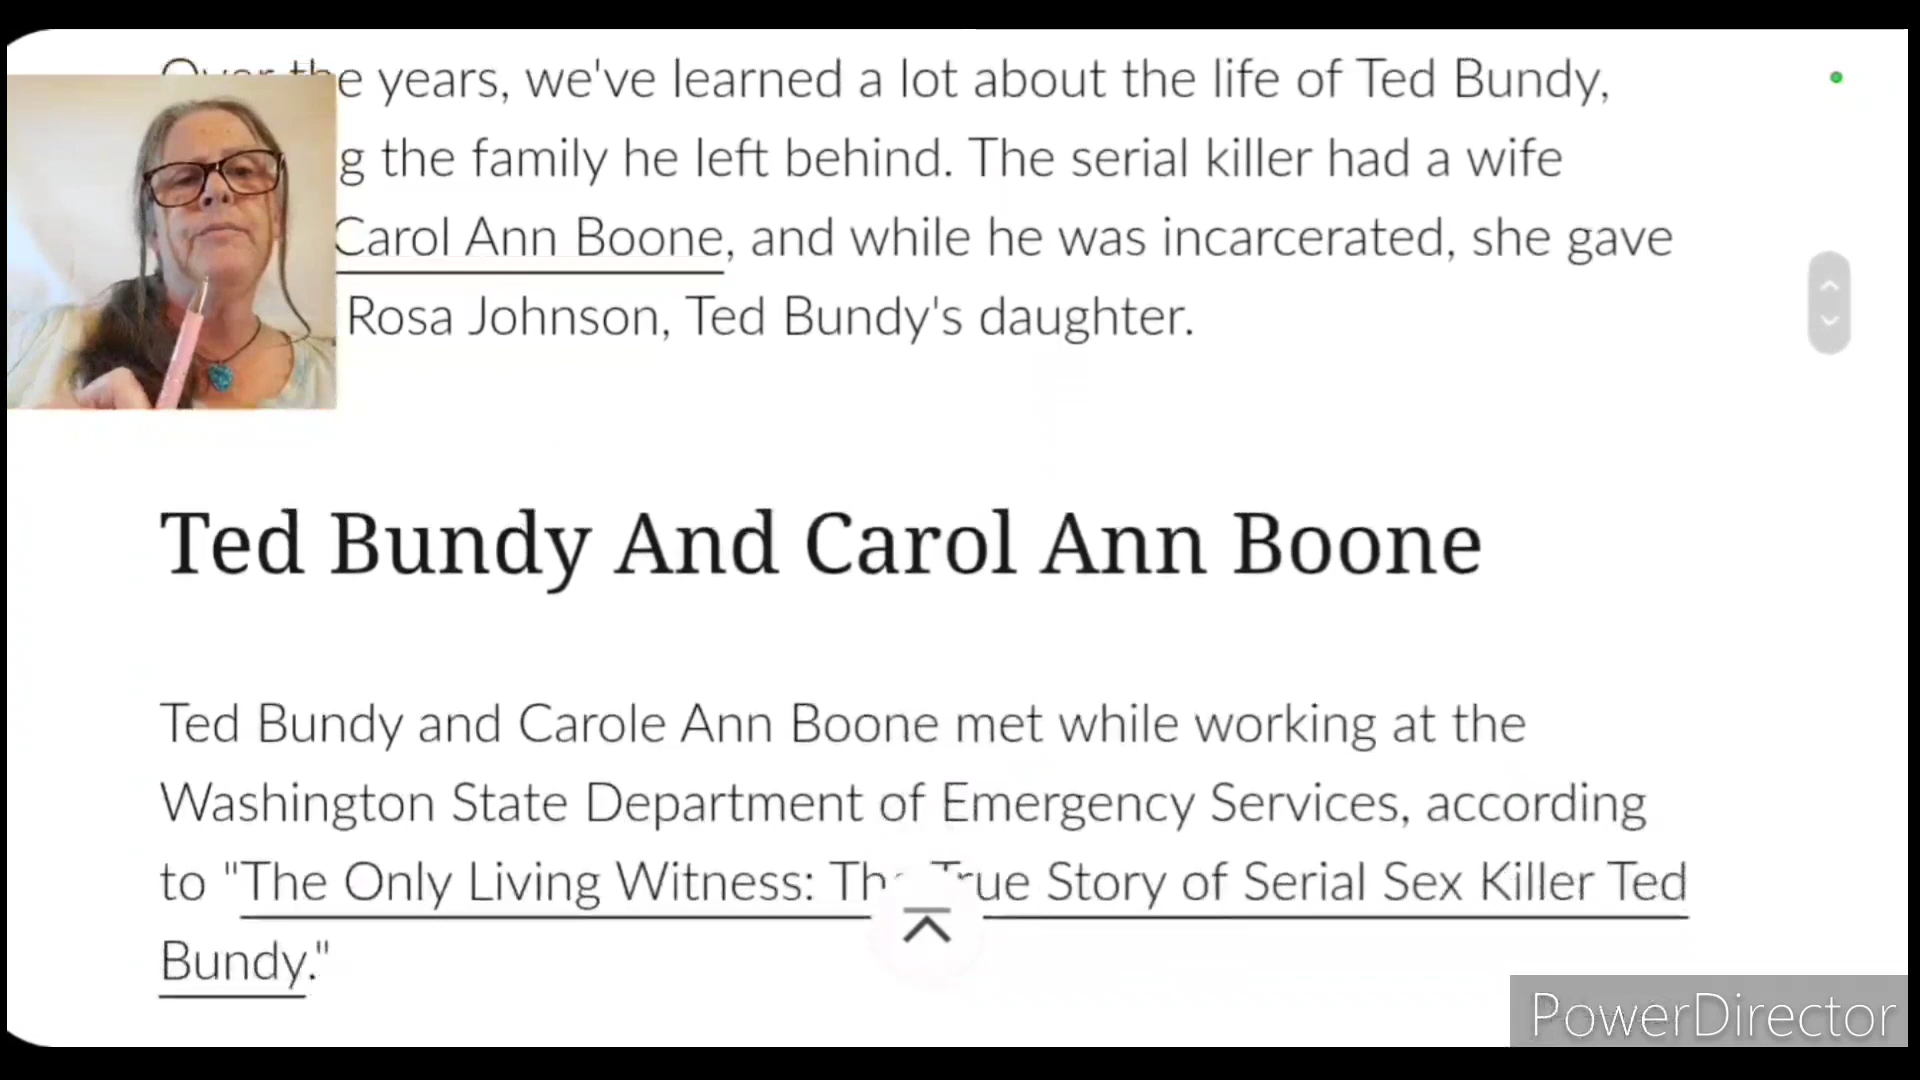 Over the years, we've learned a lot about the life of Ted Bundy,
g the family he left behind. The serial killer had a wife
Carol Ann Boone, and while he was incarcerated, she gave
Rosa Johnson, Ted Bundy's daughter.
Ted Bundy And Carol Ann Boone
Ted Bundy and Carole Ann Boone met while working at the
Washington State Department of Emergency Services, according
to "The Only Living Witness: The True Story of Serial Sex Killer Ted
Bundy."
PowerDirector